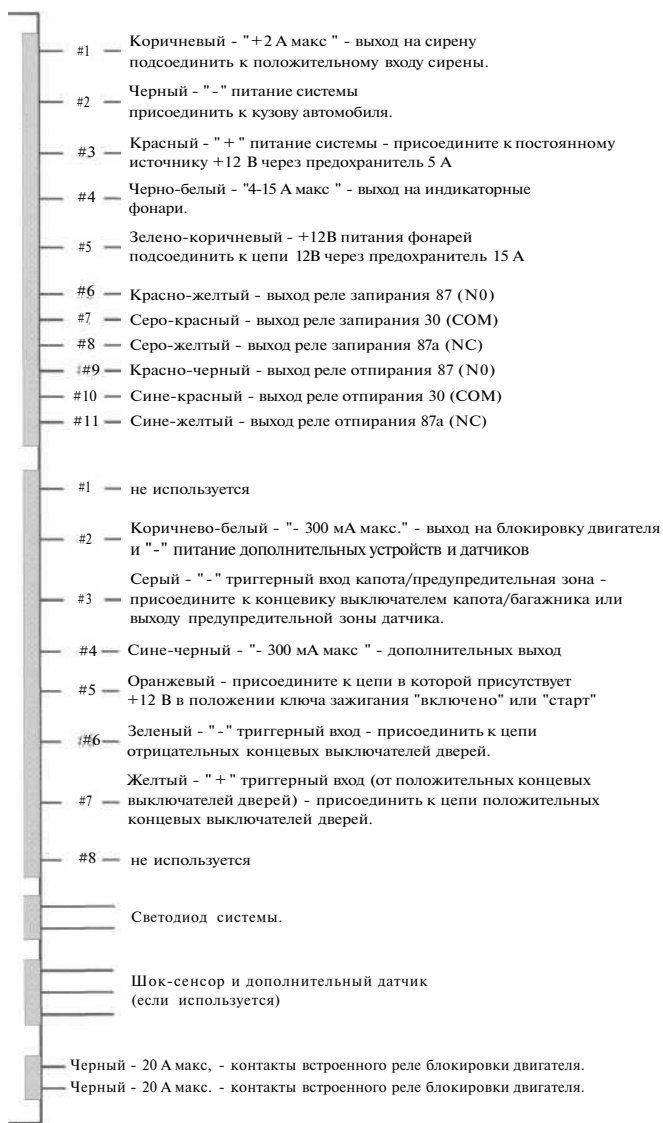 #1 Коричневый - "+2 А макс " - выход на сирену
подсоединить к положительному входу сирены.
#2 Черный - "-" питание системы
присоединить к кузову автомобиля.
#3 Красный - "+" питание системы - присоедините к постоянному
источнику +12 В через предохранитель 5 А
#4 Черно-белый - "4-15 А макс " - выход на индикаторные
фонари.
#5 Зелено-коричневый - +12В питания фонарей
подсоединить к цепи 12В через предохранитель 15 А
#6 Красно-желтый - выход реле запирания 87 (N0)
#7 Серо-красный - выход реле запирания 30 (COM)
#8 Серо-желтый - выход реле запирания 87a (NC)
#9 Красно-черный - выход реле отпирания 87 (N0)
#10 Сине-красный - выход реле отпирания 30 (COM)
#11 Сине-желтый - выход реле отпирания 87a (NC)
#1 не используется
#2 Коричнево-белый - "- 300 мА макс." - выход на блокировку двигателя
и "-" питание дополнительных устройств и датчиков
#3 Серый - "-" триггерный вход капота/предупредительная зона -
присоедините к концевику выключателем капота/багажника или
выходу предупредительной зоны датчика.
#4 Сине-черный - "- 300 мА макс " - дополнительных выход
#5 Оранжевый - присоедините к цепи в которой присутствует
+12 В в положении ключа зажигания "включено" или "старт"
#6 Зеленый - "-" триггерный вход - присоединить к цепи
отрицательных концевых выключателей дверей.
#7 Желтый - "+" триггерный вход (от положительных концевых
выключателей дверей) - присоединить к цепи положительных
концевых выключателей дверей.
#8 не используется
Светодиод системы.
Шок-сенсор и дополнительный датчик
(если используется)
Черный - 20 А макс, - контакты встроенного реле блокировки двигателя.
Черный - 20 А макс. - контакты встроенного реле блокировки двигателя.